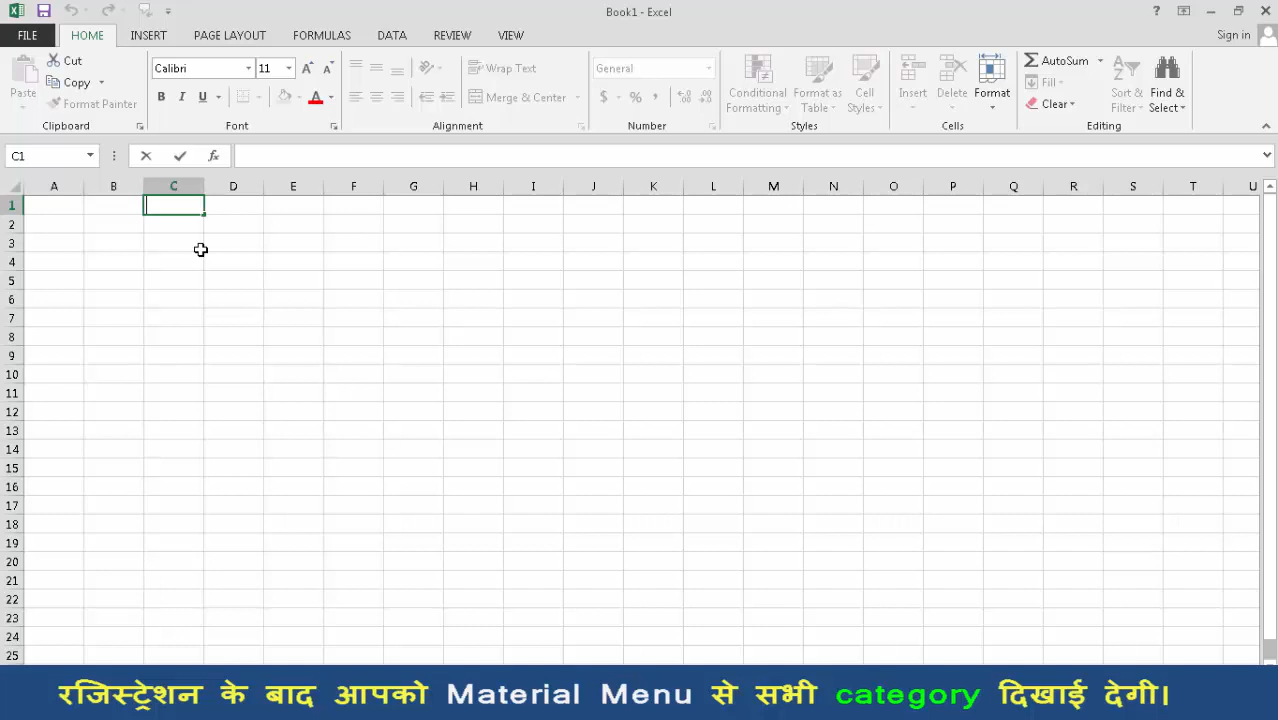 Book1 - Excel
?
FILE HOME INSERT PAGE LAYOUT FORMULAS DATA REVIEW VIEW Sign in
Paste
Cut
Copy
Format Painter
Clipboard
Calibri 11 A A
B I U A
Font
Wrap Text
Merge & Center
Alignment
General
$ % ,
Number
Conditional Formatting
Format as Table
Cell Styles
Styles
Insert
Delete
Format
Cells
AutoSum
Fill
Clear
Sort & Filter
Find & Select
Editing
C1 fx
A B C D E F G H I J K L M N O P Q R S T U
1
2
3
4
5
6
7
8
9
10
11
12
13
14
15
16
17
18
19
20
21
22
23
24
25
रजिस्ट्रेशन के बाद आपको Material Menu से सभी category दिखाई देगी।